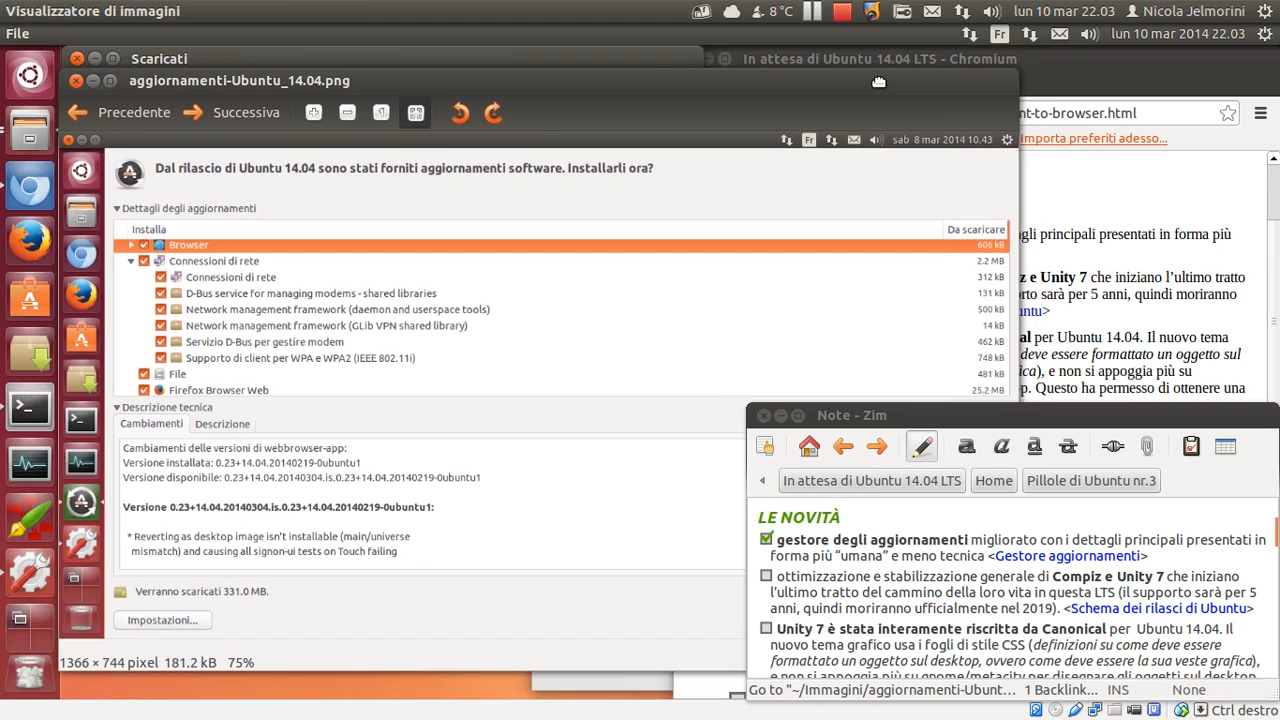 Visualizzatore di immagini
8 °C
lun 10 mar 22.03
Nicola Jelmorini
File
Fr
lun 10 mar 2014 22.03
Scaricati
In attesa di Ubuntu 14.04 LTS - Chromium
aggiornamenti-Ubuntu_14.04.png
Precedente
Successiva
nt-to-browser.html
Importa preferiti adesso...
Fr
sab 8 mar 2014 10.43
Dal rilascio di Ubuntu 14.04 sono stati forniti aggiornamenti software. Installarli ora?
Dettagli degli aggiornamenti
Installa
Da scaricare
Browser
606 kB
Connessioni di rete
2.2 MB
Connessioni di rete
312 kB
D-Bus service for managing modems - shared libraries
131 kB
Network management framework (daemon and userspace tools)
500 kB
Network management framework (GLib VPN shared library)
14 kB
Servizio D-Bus per gestire modem
462 kB
Supporto di client per WPA e WPA2 (IEEE 802.11i)
748 kB
File
481 kB
Firefox Browser Web
25.2 MB
Descrizione tecnica
Cambiamenti
Descrizione
Cambiamenti delle versioni di webbrowser-app:
Versione installata: 0.23+14.04.20140219-0ubuntu1
Versione disponibile: 0.23+14.04.20140304.is.0.23+14.04.20140219-0ubuntu1
Versione 0.23+14.04.20140304.is.0.23+14.04.20140219-0ubuntu1:
* Reverting as desktop image isn't installable (main/universe
mismatch) and causing all signon-ui tests on Touch failing
Verranno scaricati 331.0 MB.
Impostazioni...
1366 × 744 pixel 181.2 kB 75%
agli principali presentati in forma più
z e Unity 7 che iniziano l'ultimo tratto
orto sarà per 5 anni, quindi moriranno
untu>
al per Ubuntu 14.04. Il nuovo tema
deve essere formattato un oggetto sul
ica), e non si appoggia più su
op. Questo ha permesso di ottenere una
Note - Zim
In attesa di Ubuntu 14.04 LTS
Home
Pillole di Ubuntu nr.3
LE NOVITÀ
gestore degli aggiornamenti migliorato con i dettagli principali presentati in
forma più "umana" e meno tecnica <Gestore aggiornamenti>
ottimizzazione e stabilizzazione generale di Compiz e Unity 7 che iniziano
l'ultimo tratto del cammino della loro vita in questa LTS (il supporto sarà per 5
anni, quindi moriranno ufficialmente nel 2019). <Schema dei rilasci di Ubuntu>
Unity 7 è stata interamente riscritta da Canonical per Ubuntu 14.04. Il
nuovo tema grafico usa i fogli di stile CSS (definizioni su come deve essere
formattato un oggetto sul desktop, ovvero come deve essere la sua veste grafica),
e non si appoggia più su gnome/metacity per disegnare gli oggetti sul desktop.
Go to "~/Immagini/aggiornamenti-Ubunt...
1 Backlink...
INS
None
Ctrl destro